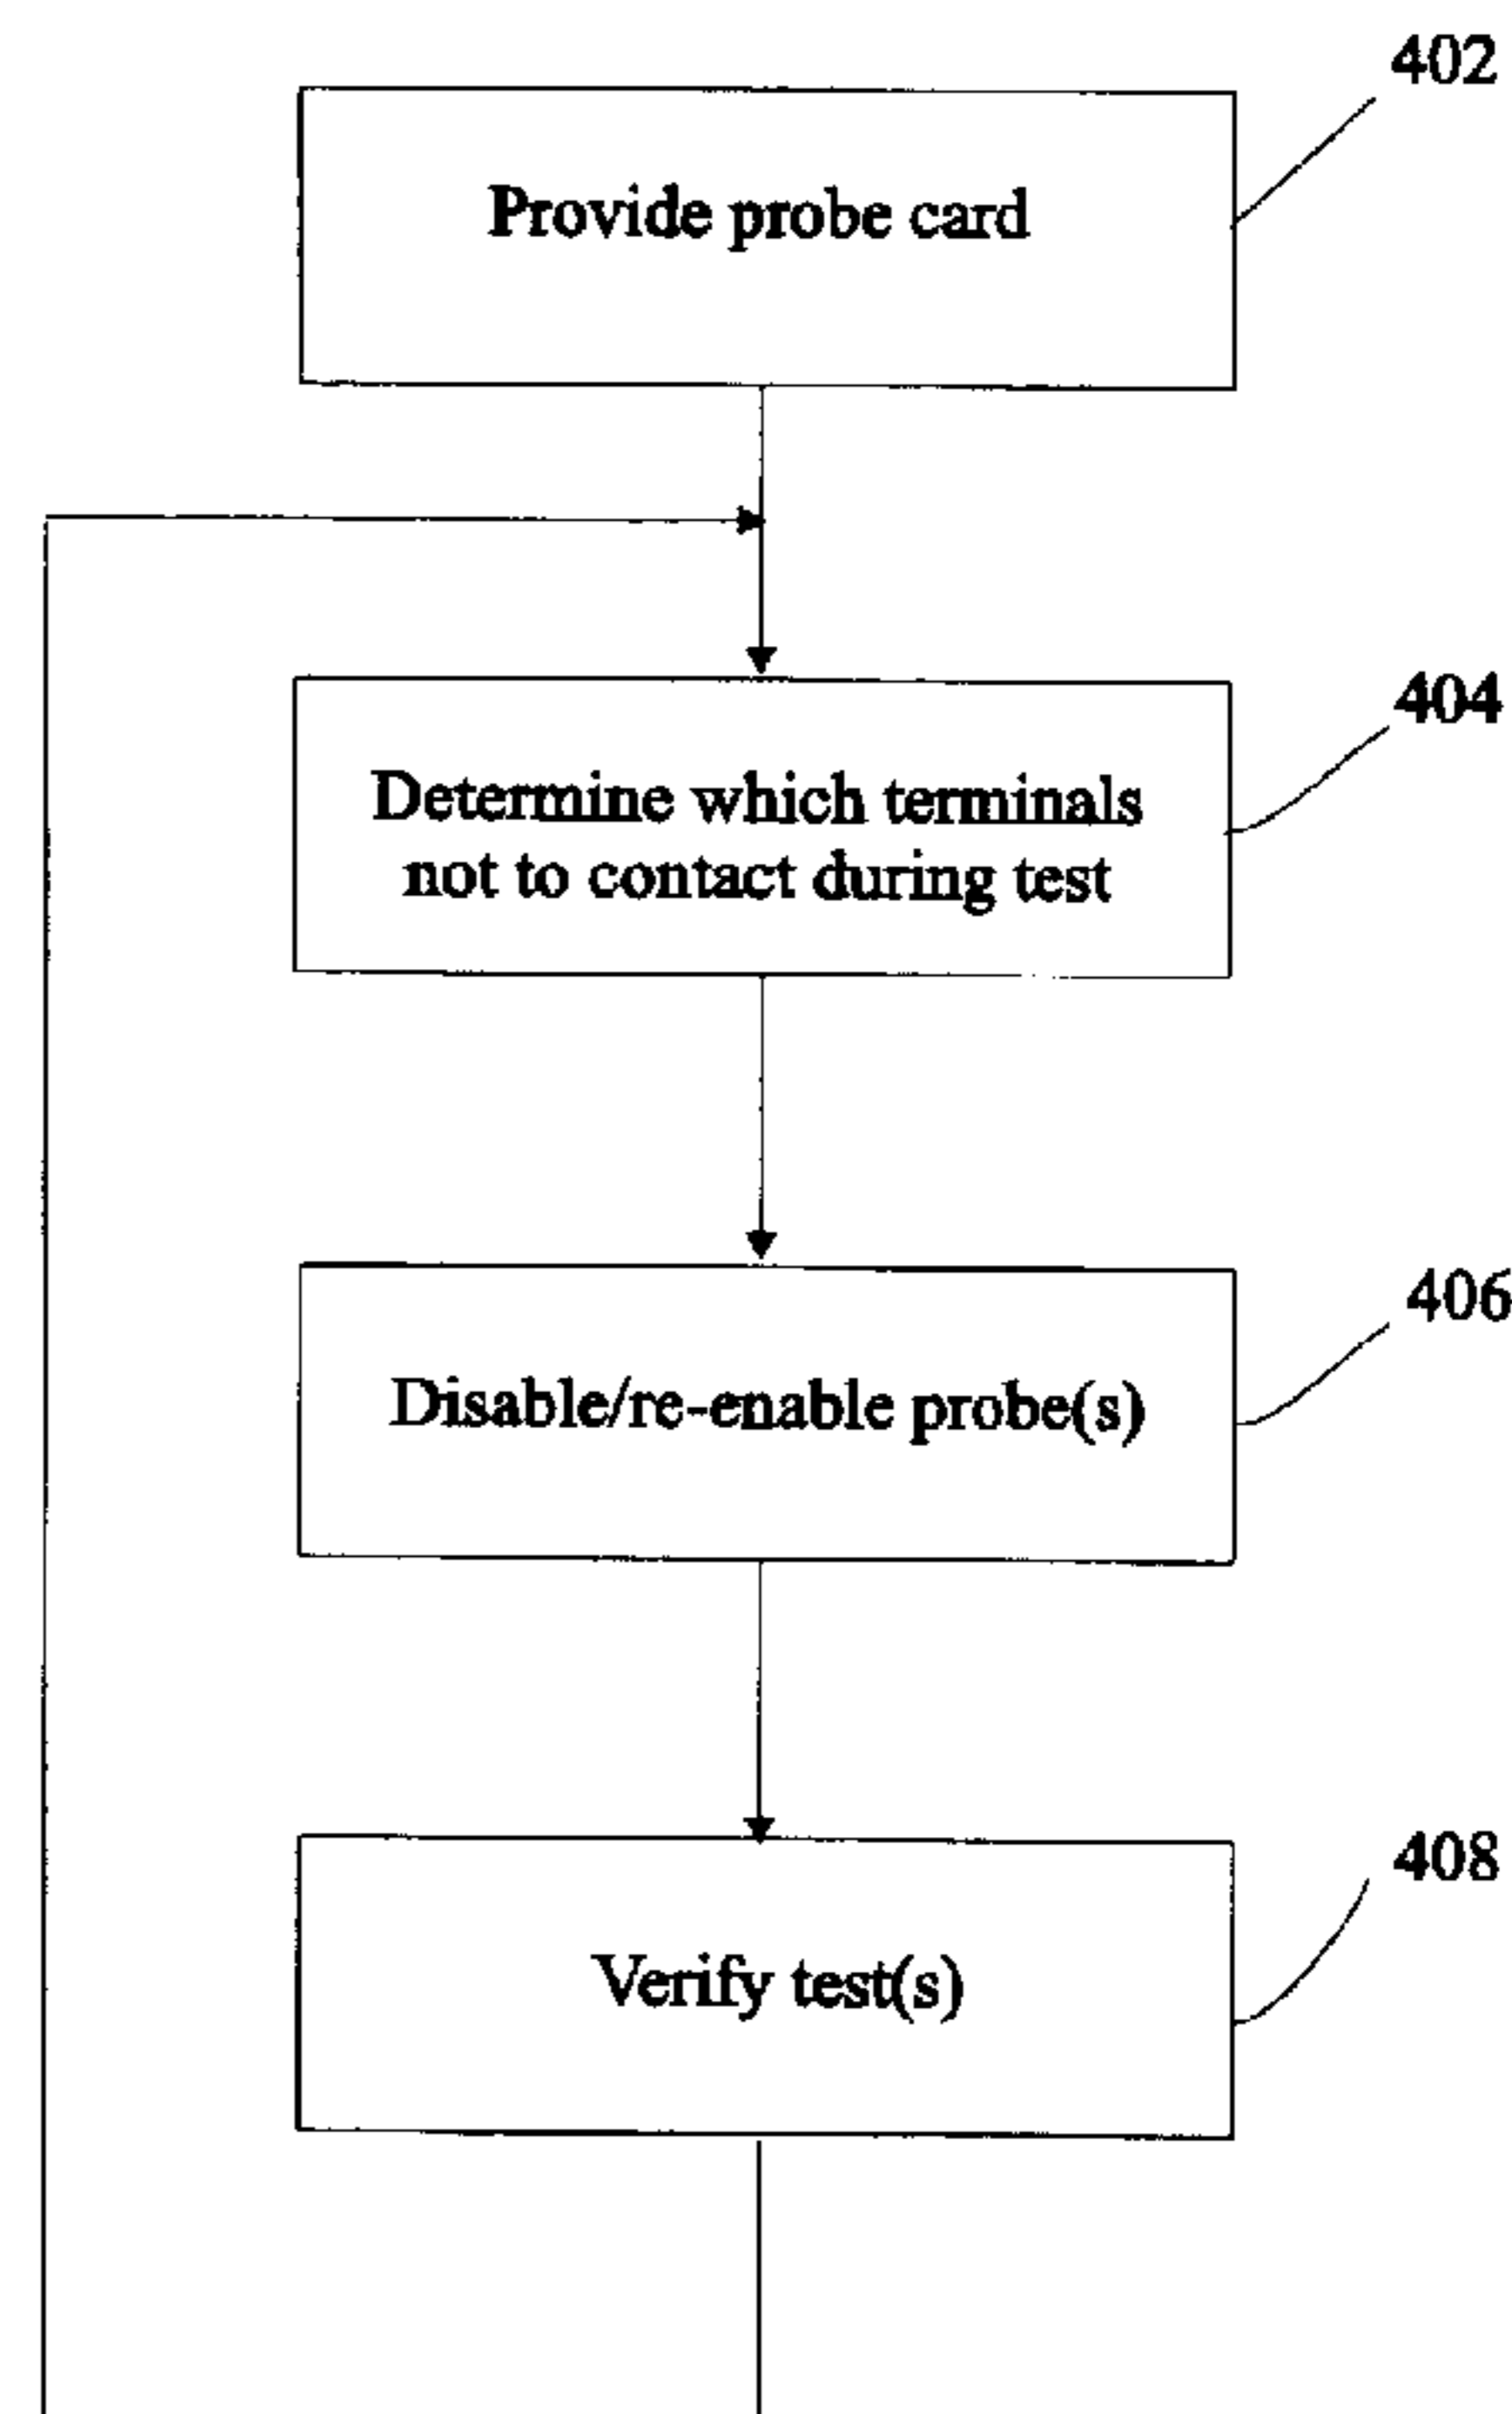 402
Provide probe card
404
Determine which terminals
not to contact during test
406
Disable/re-enable probe(s)
408
Verify test(s)